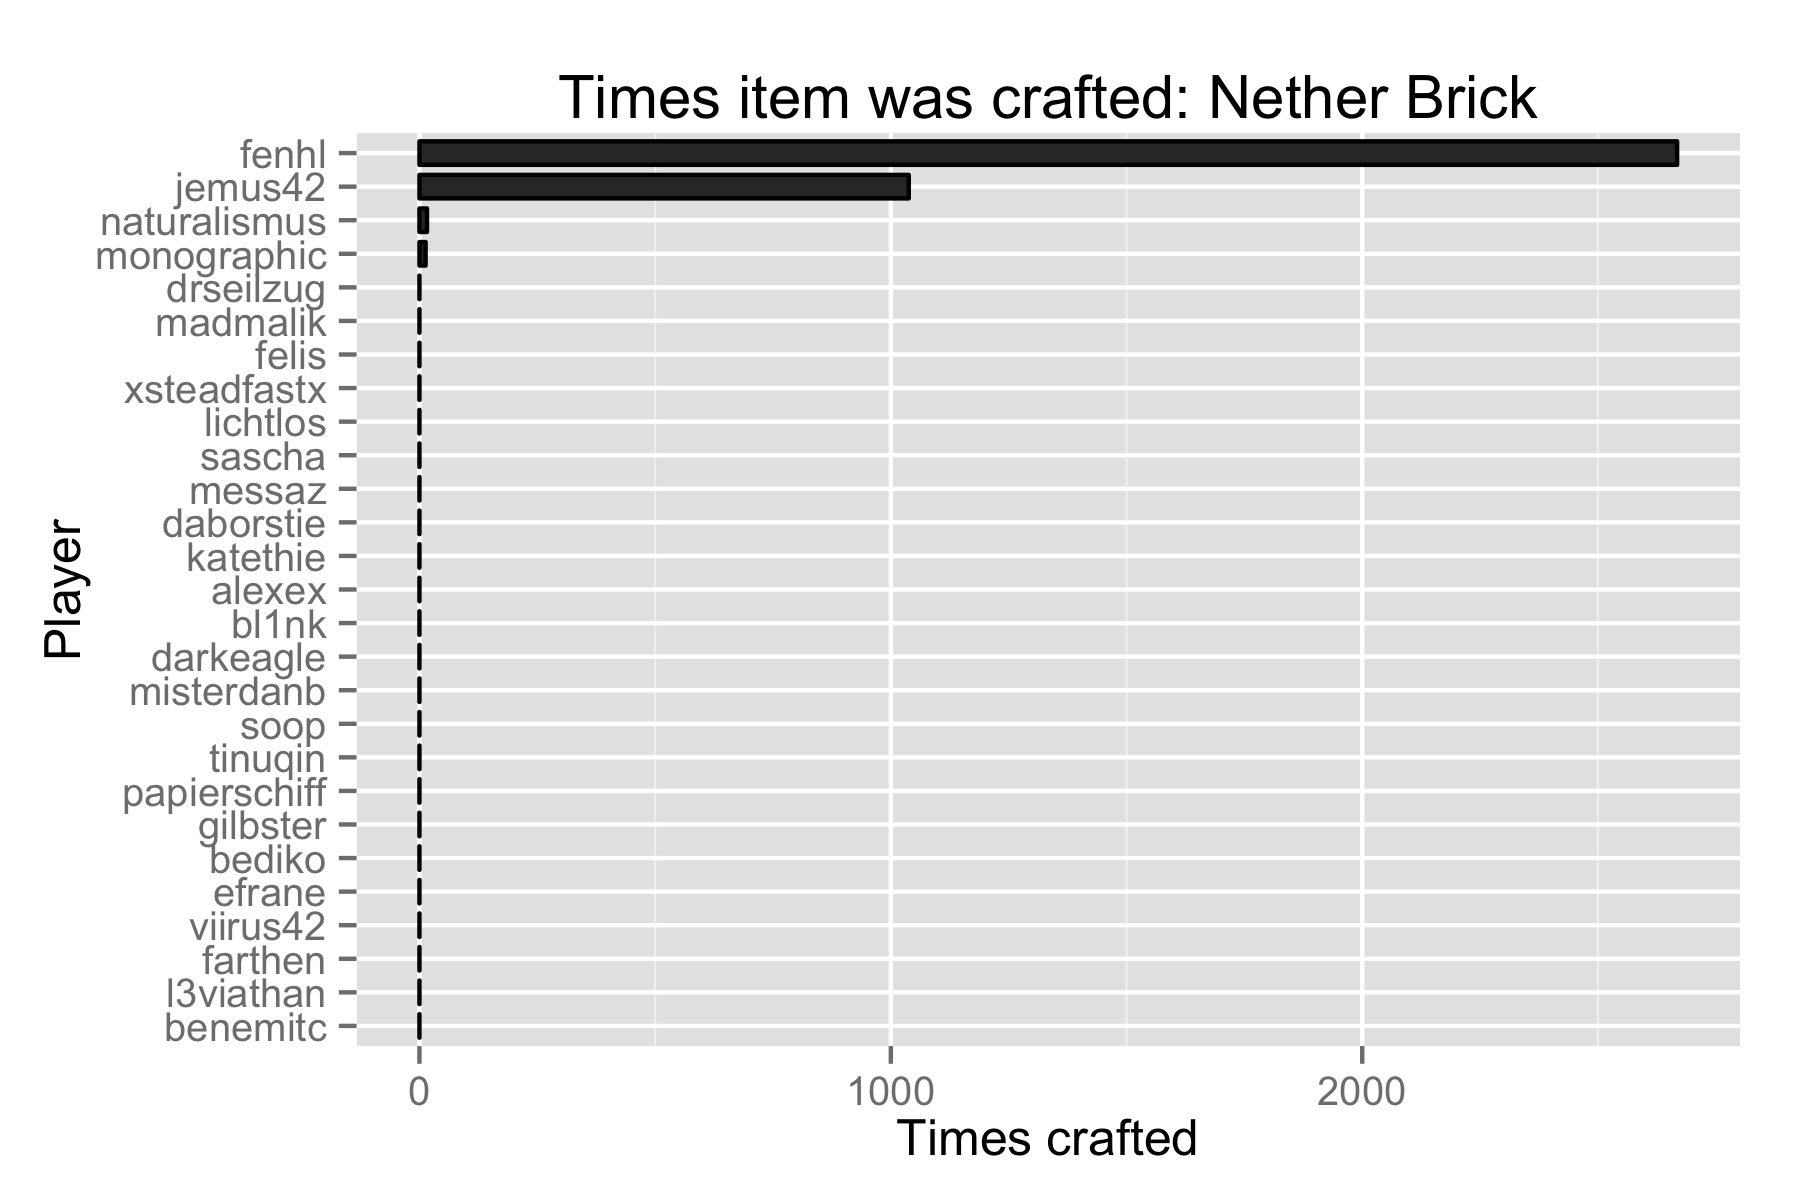 Times item was crafted: Nether Brick
fenhl
jemus42
naturalismus
monographic
drseilzug
madmalik
felis
xsteadfastx
lichtlos
sascha
messaz
daborstie
katethie
alexex
bl1nk
darkeagle
misterdanb
soop
tinuqin
papierschiff
gilbster
bediko
efrane
viirus42
farthen
l3viathan
benemitc
Player
0 1000 2000
Times crafted